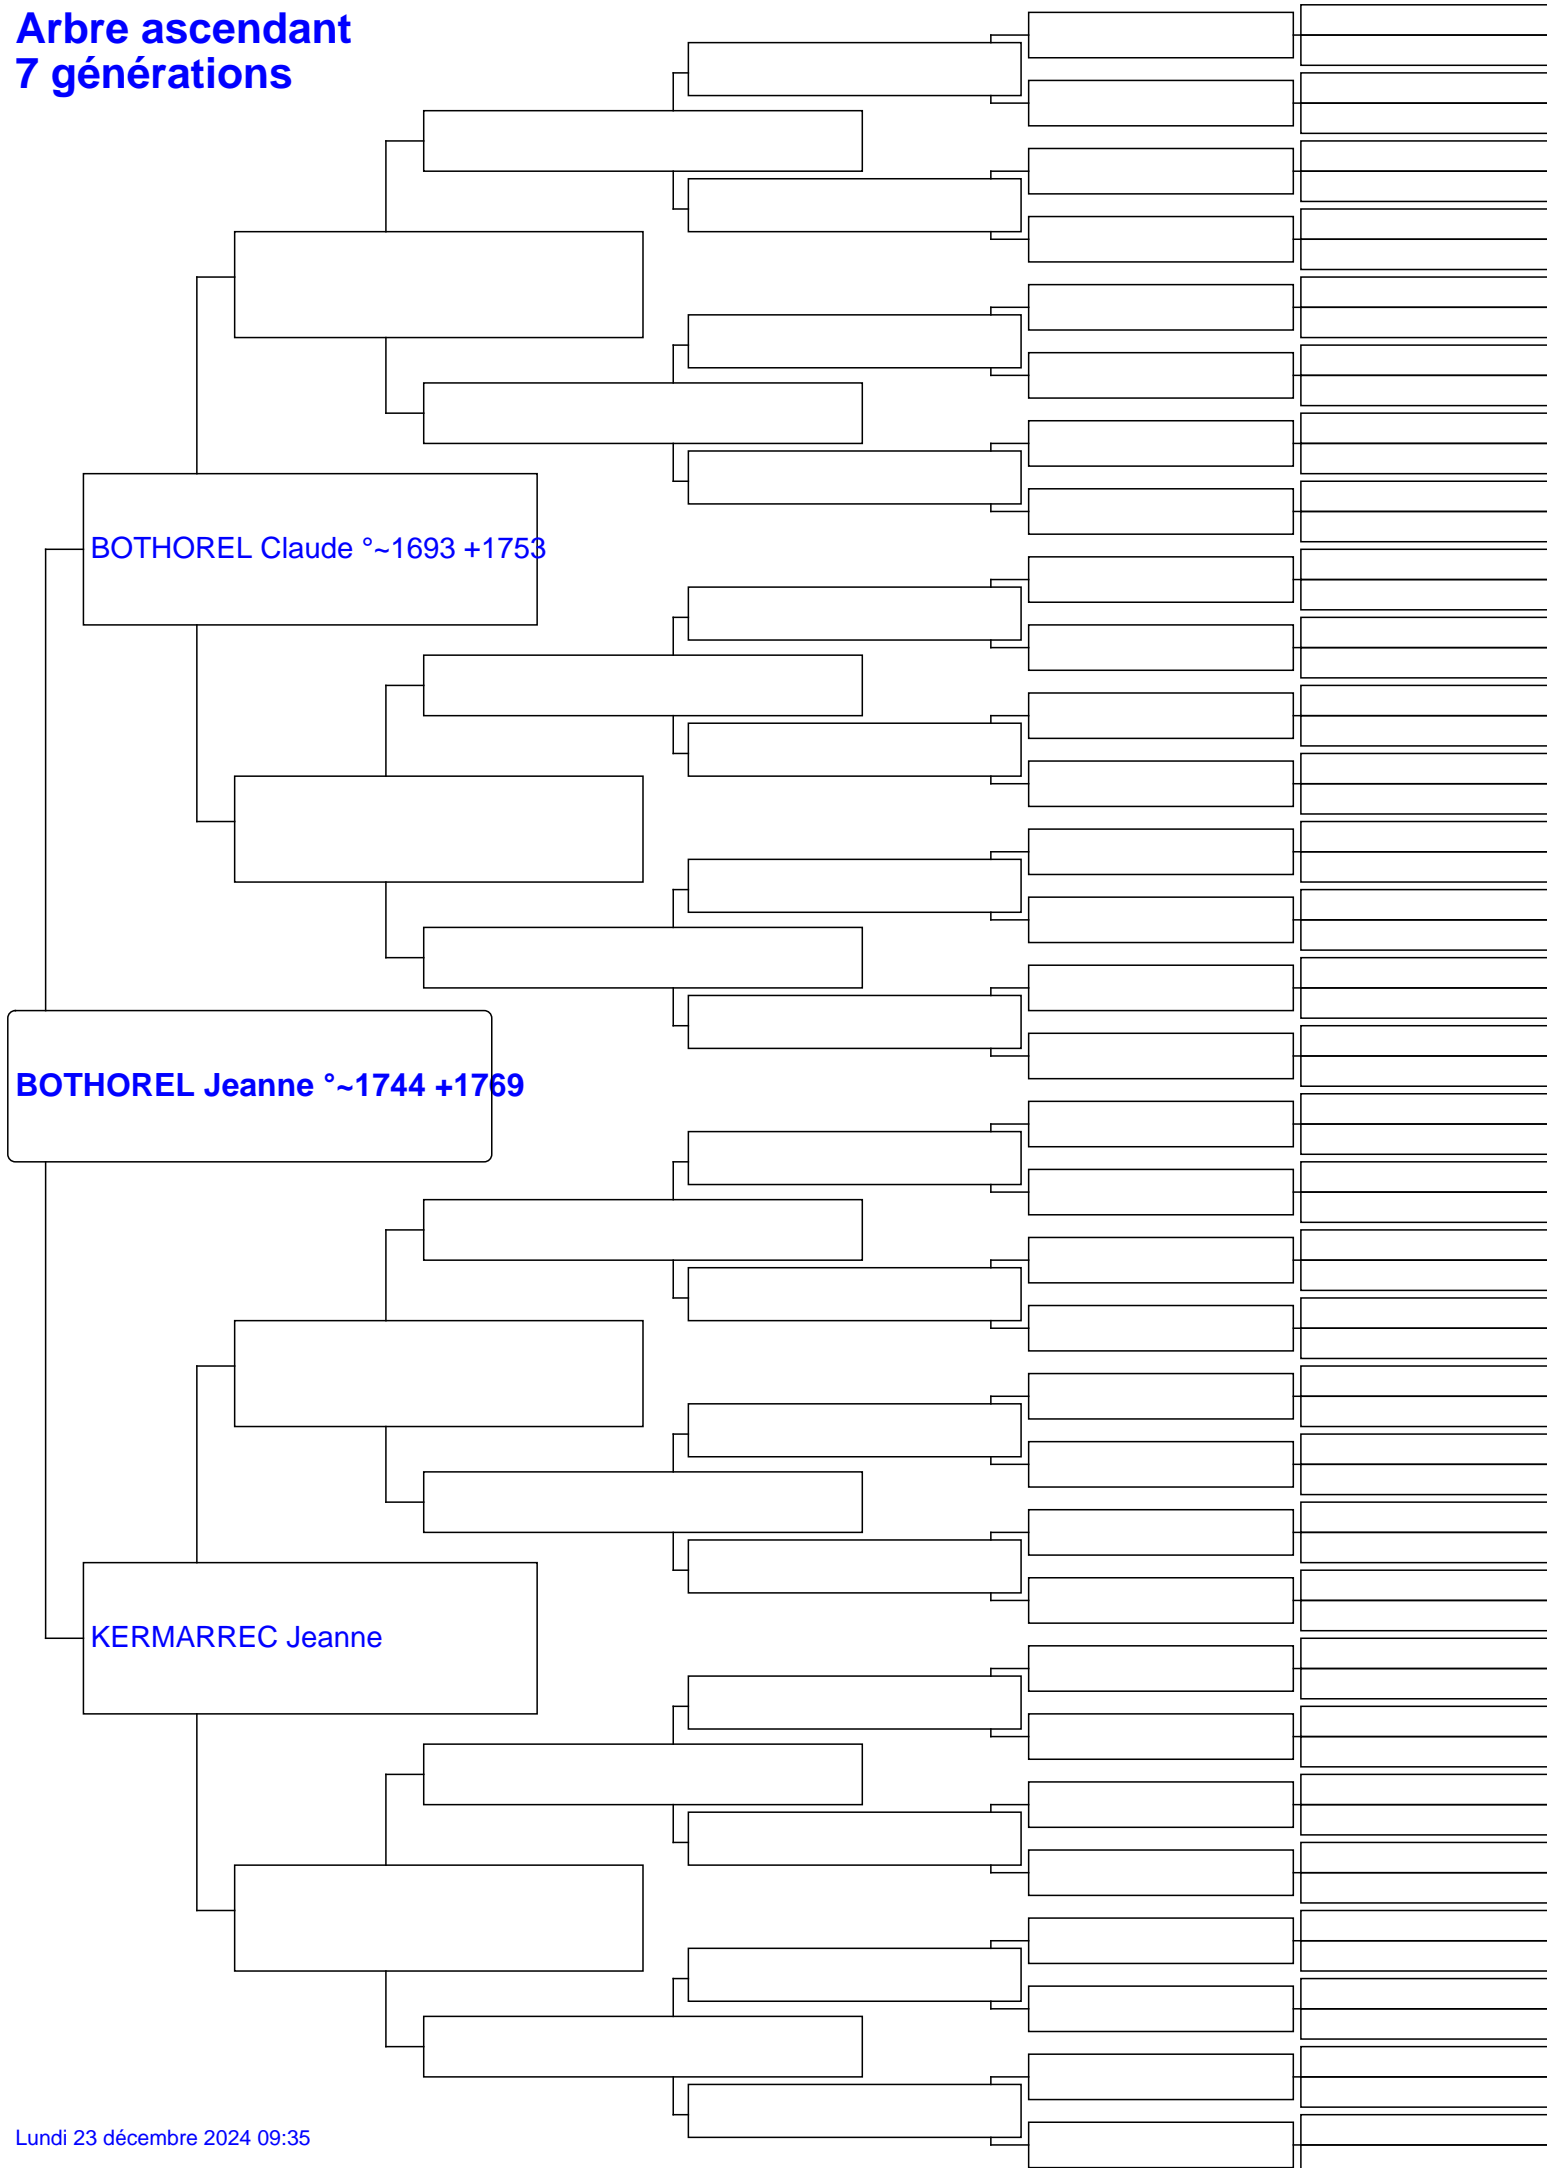 Arbre ascendant
7 générations
BOTHOREL Claude °~1693 +1753
BOTHOREL Jeanne °~1744 +1769
KERMARREC Jeanne
Lundi 23 décembre 2024 09:35